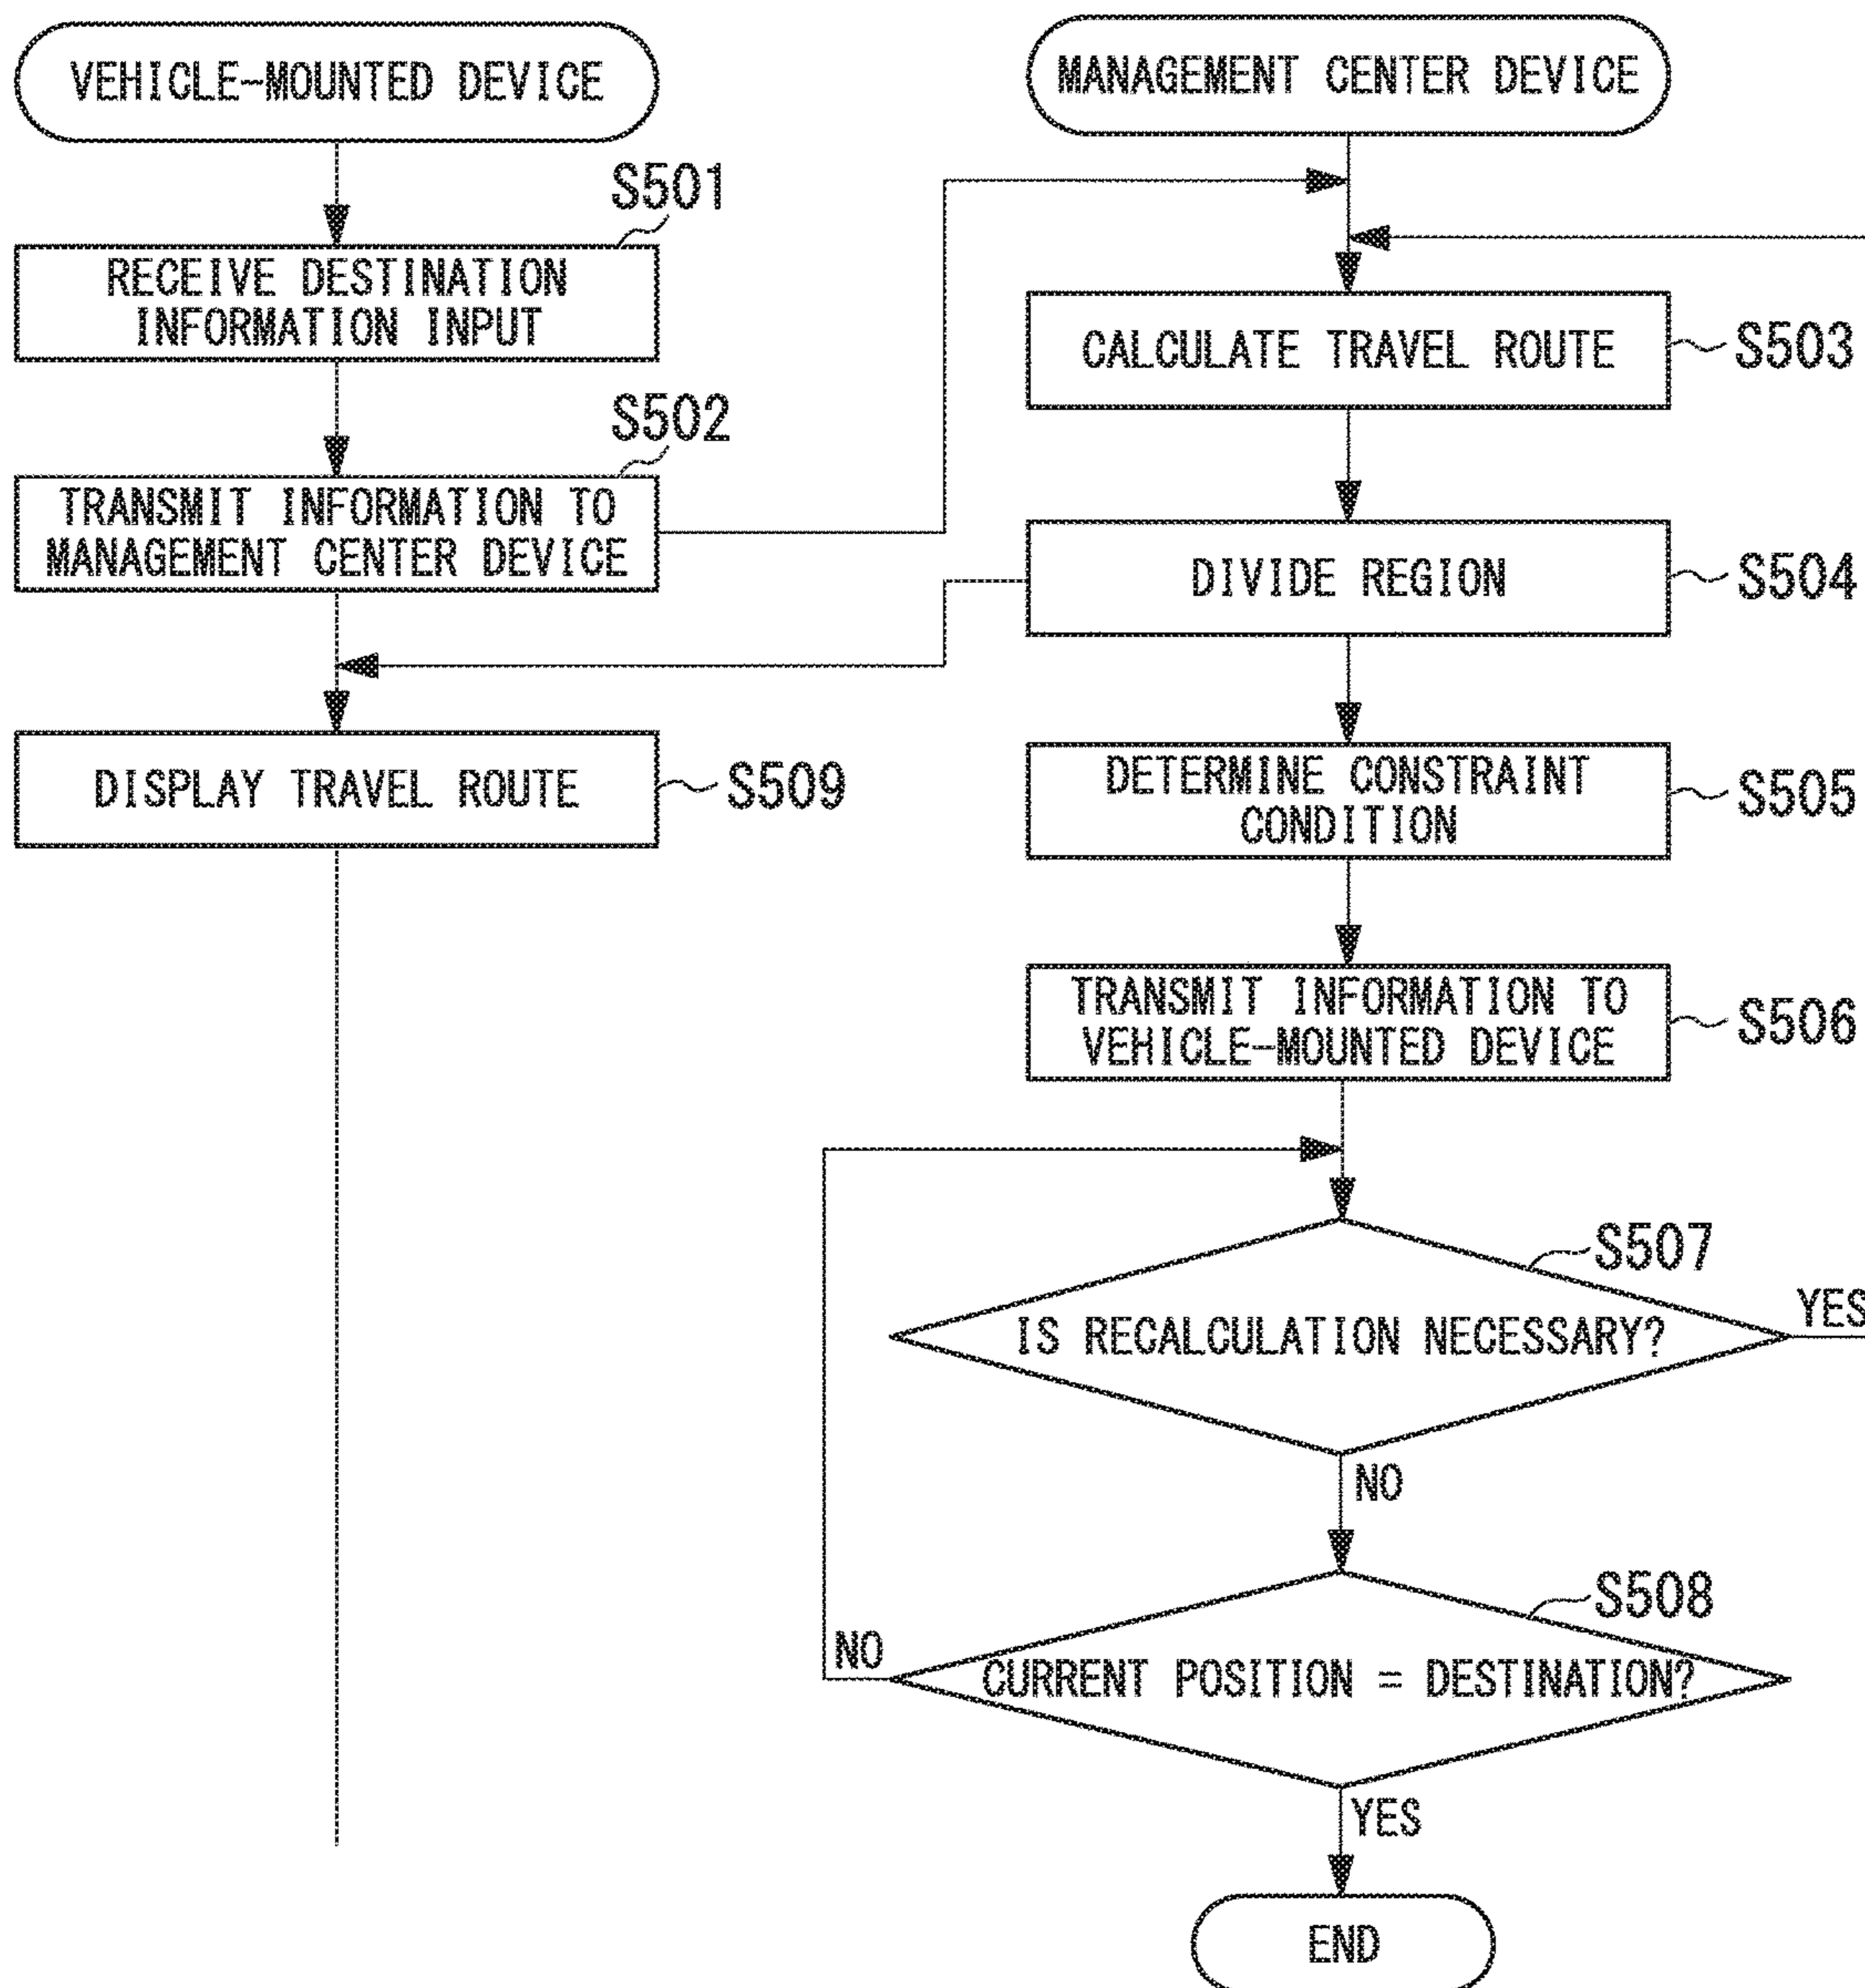 VEHICLE-MOUNTED DEVICE
S501
RECEIVE DESTINATION
INFORMATION INPUT
S502
TRANSMIT INFORMATION TO
MANAGEMENT CENTER DEVICE
DISPLAY TRAVEL ROUTE
S509
MANAGEMENT CENTER DEVICE
CALCULATE TRAVEL ROUTE
S503
DIVIDE REGION
S504
DETERMINE CONSTRAINT
CONDITION
S505
TRANSMIT INFORMATION TO
VEHICLE-MOUNTED DEVICE
S506
S507
IS RECALCULATION NECESSARY?
YES
NO
S508
CURRENT POSITION = DESTINATION?
NO
YES
END